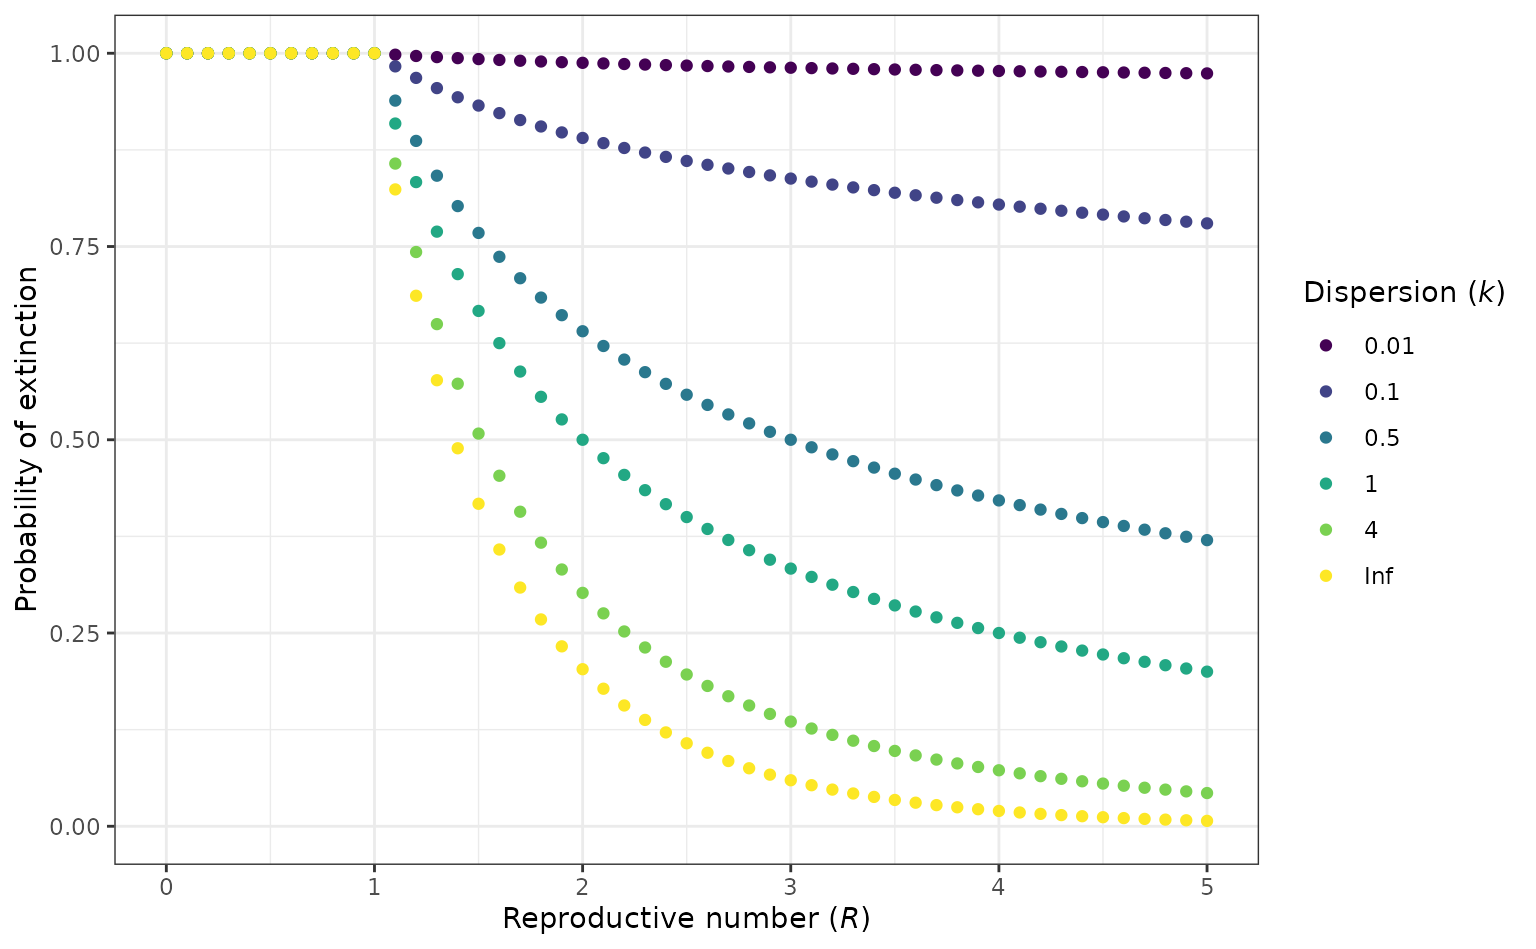 1.00
0.75
0.50
0.25
0.00
Probability of extinction
0 1 2 3 4 5
Reproductive number (R)
Dispersion (k)
0.01
0.1
0.5
1
4
Inf